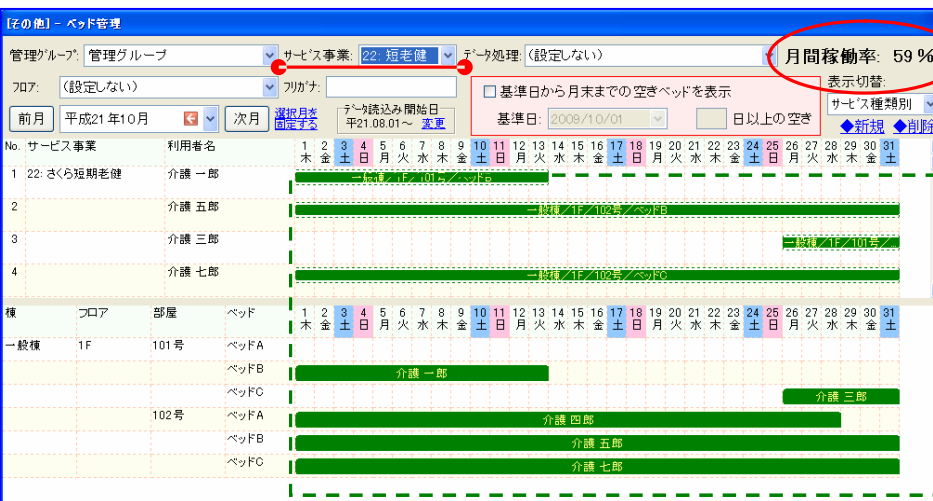 [その他] - ベッド管理
管理グループ: 管理グループ サービス事業: 22: 短老健 データ処理: (設定しない) 月間稼働率: 59 %
フロア: (設定しない) フリガナ: 基準日から月末までの空きベッドを表示 表示切替:
前月 平成21年10月 次月 選択月を固定する データ読込み開始日 平21.08.01～ 変更 基準日: 2009/10/01 日以上の空き サービス種類別
◆新規 ◆削除
No. サービス事業 利用者名 1 2 3 4 5 6 7 8 9 10 11 12 13 14 15 16 17 18 19 20 21 22 23 24 25 26 27 28 29 30 31
木 金 土 日 月 火 水 木 金 土 日 月 火 水 木 金 土 日 月 火 水 木 金 土 日 月 火 水 木 金 土
1 22: さくら短期老健 介護 一郎 一般棟／1F／101号／ベッドB
2 介護 五郎 一般棟／1F／102号／ベッドB
3 介護 三郎 一般棟／1F／101号／...
4 介護 七郎 一般棟／1F／102号／ベッドC
棟 フロア 部屋 ベッド 1 2 3 4 5 6 7 8 9 10 11 12 13 14 15 16 17 18 19 20 21 22 23 24 25 26 27 28 29 30 31
木 金 土 日 月 火 水 木 金 土 日 月 火 水 木 金 土 日 月 火 水 木 金 土 日 月 火 水 木 金 土
一般棟 1F 101号 ベッドA
ベッドB 介護 一郎
ベッドC 介護 三郎
102号 ベッドA 介護 四郎
ベッドB 介護 五郎
ベッドC 介護 七郎